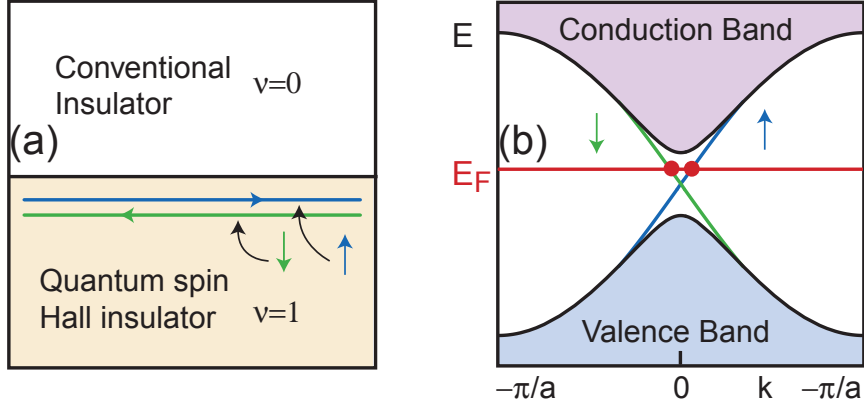 Conventional
Insulator
ν=0
(a)
Quantum spin
Hall insulator
ν=1
E
Conduction Band
(b)
E_F
Valence Band
−π/a
0
k
−π/a